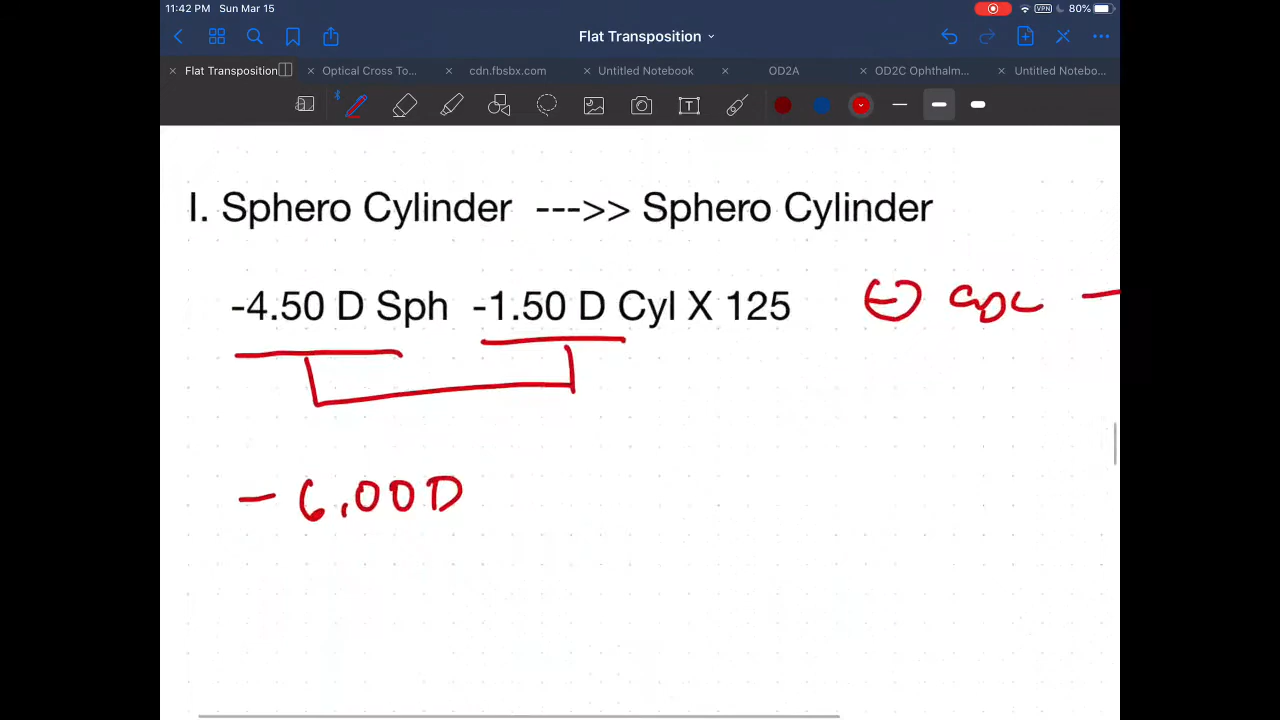 11:42 PM Sun Mar 15 VPN 80%
Flat Transposition
Flat Transposition Optical Cross To... cdn.fbsbx.com Untitled Notebook OD2A OD2C Ophthalm... Untitled Notebo...
I. Sphero Cylinder --->> Sphero Cylinder
-4.50 D Sph -1.50 D Cyl X 125
- 6.00D